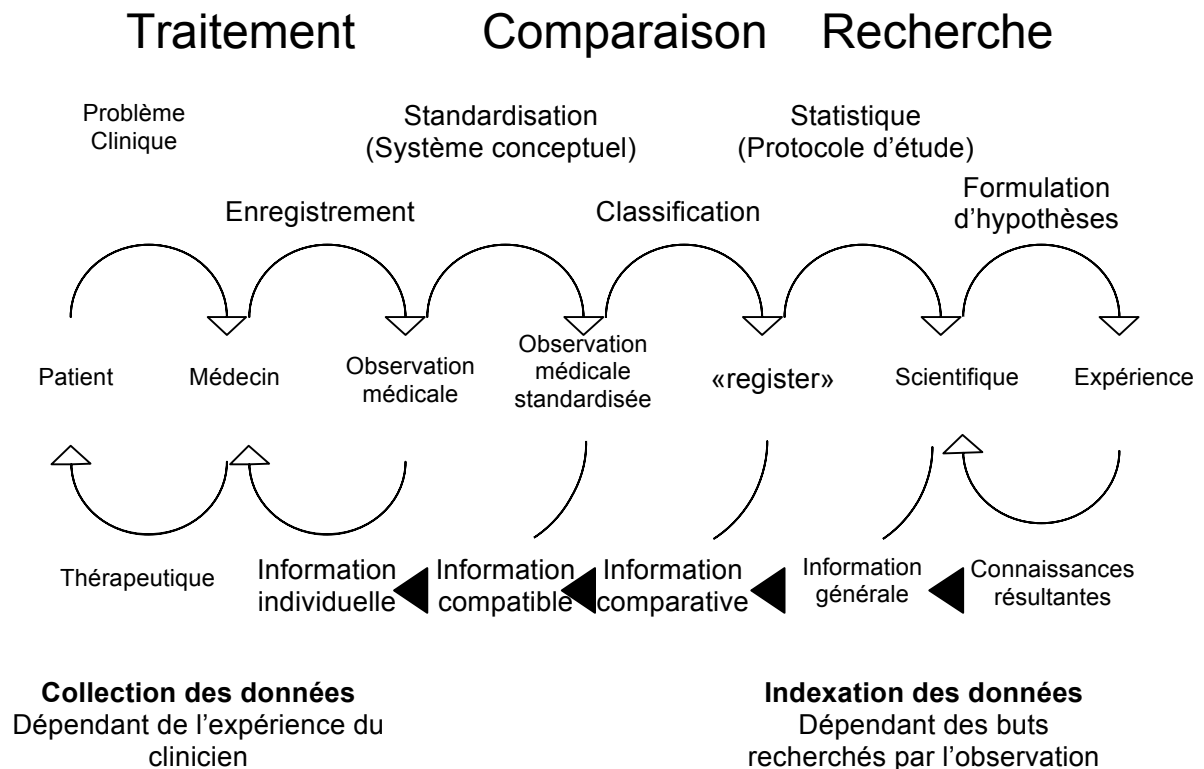 Traitement Comparaison Recherche
Problème
Clinique
Standardisation
(Système conceptuel)
Statistique
(Protocole d'étude)
Enregistrement
Classification
Formulation
d'hypothèses
Patient
Médecin
Observation
médicale
Observation
médicale
standardisée
«register»
Scientifique
Expérience
Thérapeutique
Information
individuelle
Information
compatible
Information
comparative
Information
générale
Connaissances
résultantes
Collection des données
Dépendant de l'expérience du
clinicien
Indexation des données
Dépendant des buts
recherchés par l'observation